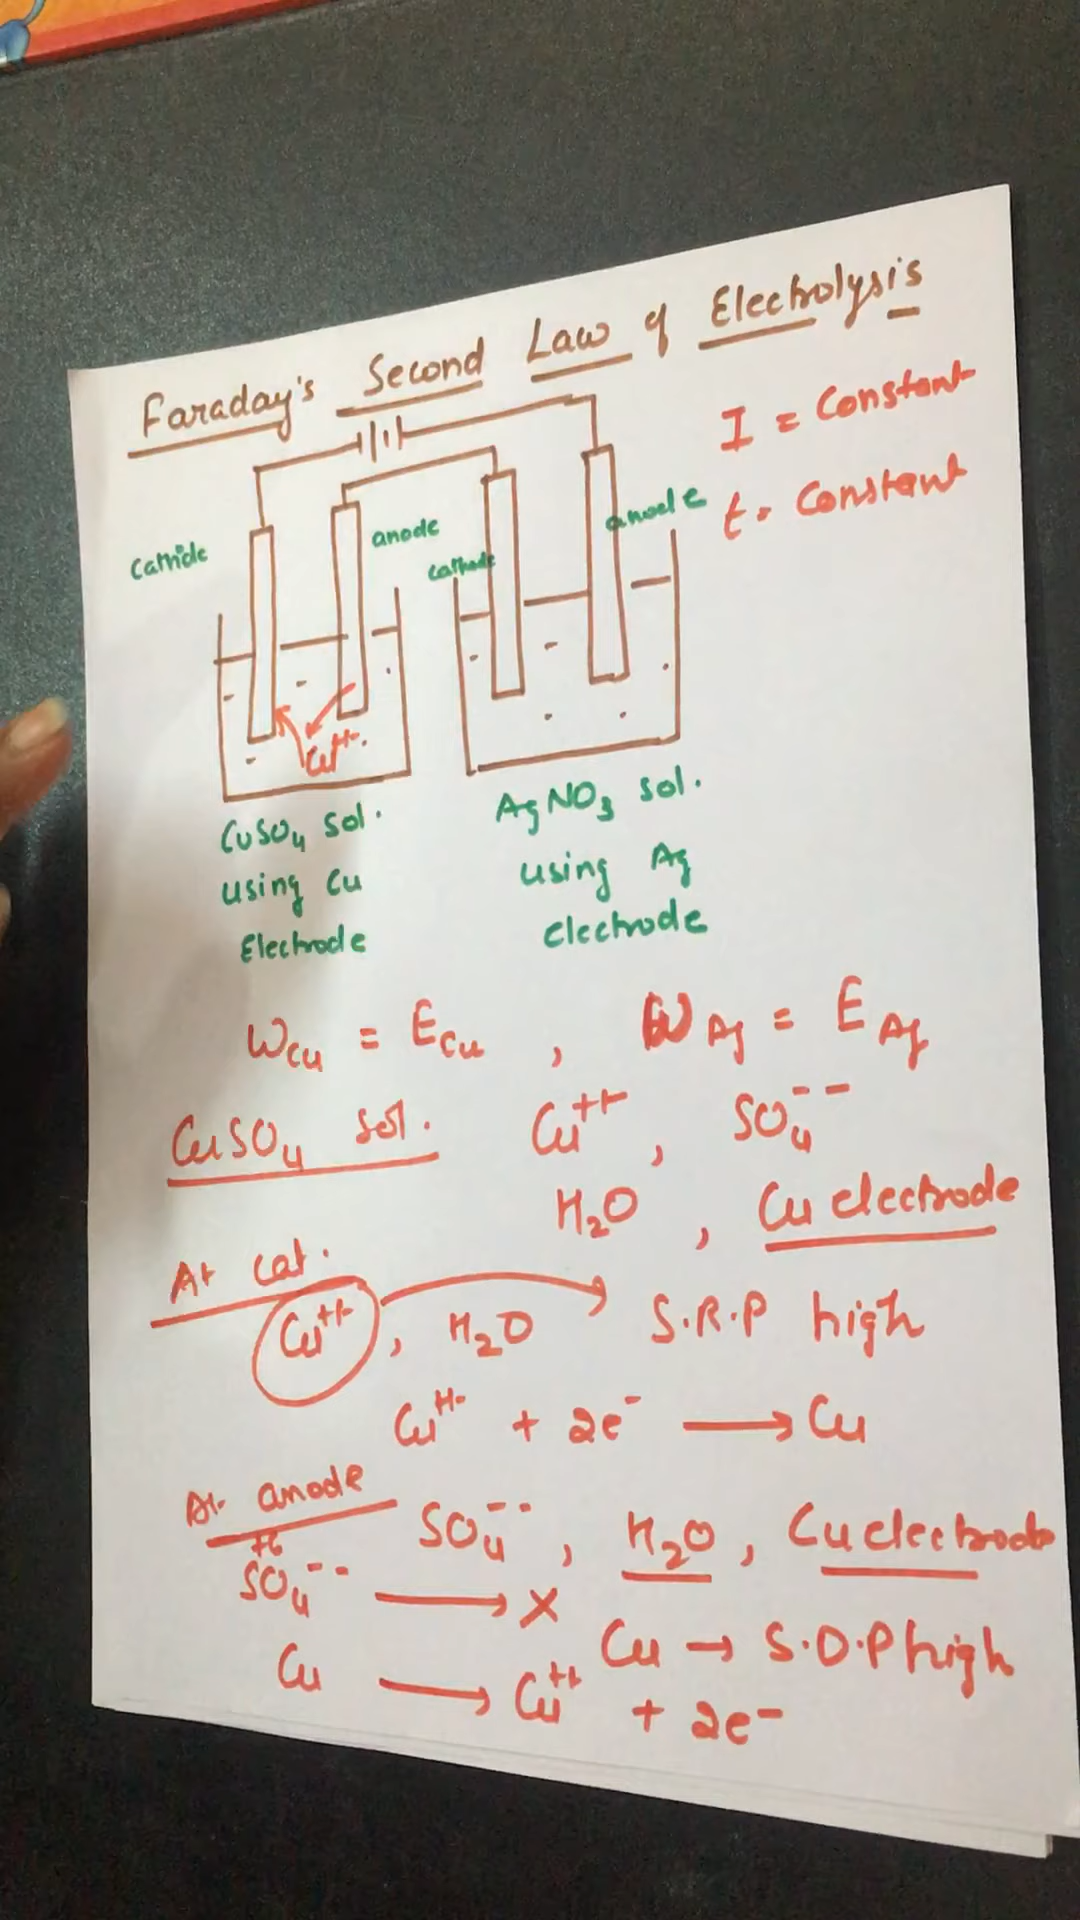 Faraday's Second Law of Electrolysis
I = Constant
t = Constant
Cathode
anode
cathode
anode
Cu++
CuSO4 sol.
using Cu
Electrode
AgNO3 sol.
using Ag
Electrode
WCu = ECu , WAg = EAg
CuSO4 sol. Cu++ , SO4--
H2O , Cu electrode
At cat.
Cu++ , H2O S.R.P high
Cu++ + 2e- → Cu
At anode SO4-- , H2O , Cu electrode
+6
SO4-- → X
Cu → S.O.P high
Cu → Cu++ + 2e-